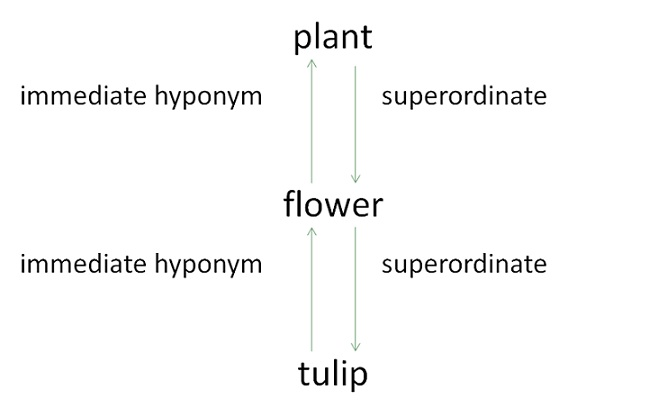 plant
immediate hyponym superordinate
flower
immediate hyponym superordinate
tulip